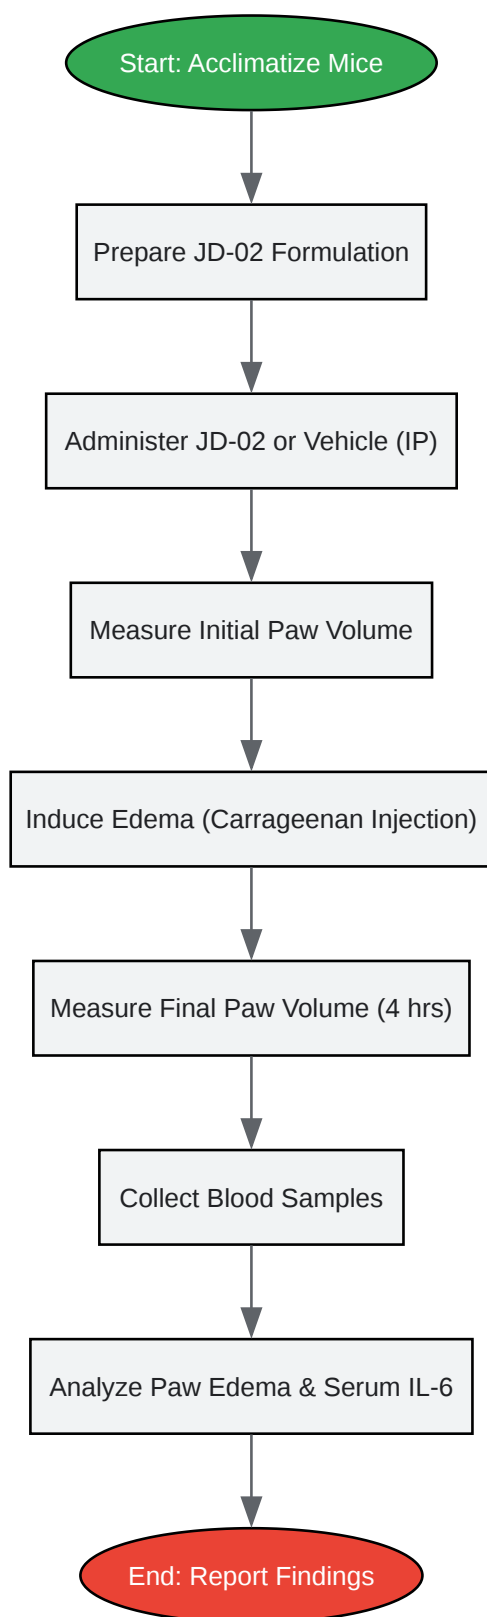 Start: Acclimatize Mice
Prepare JD-02 Formulation
Administer JD-02 or Vehicle (IP)
Measure Initial Paw Volume
Induce Edema (Carrageenan Injection)
Measure Final Paw Volume (4 hrs)
Collect Blood Samples
Analyze Paw Edema & Serum IL-6
End: Report Findings